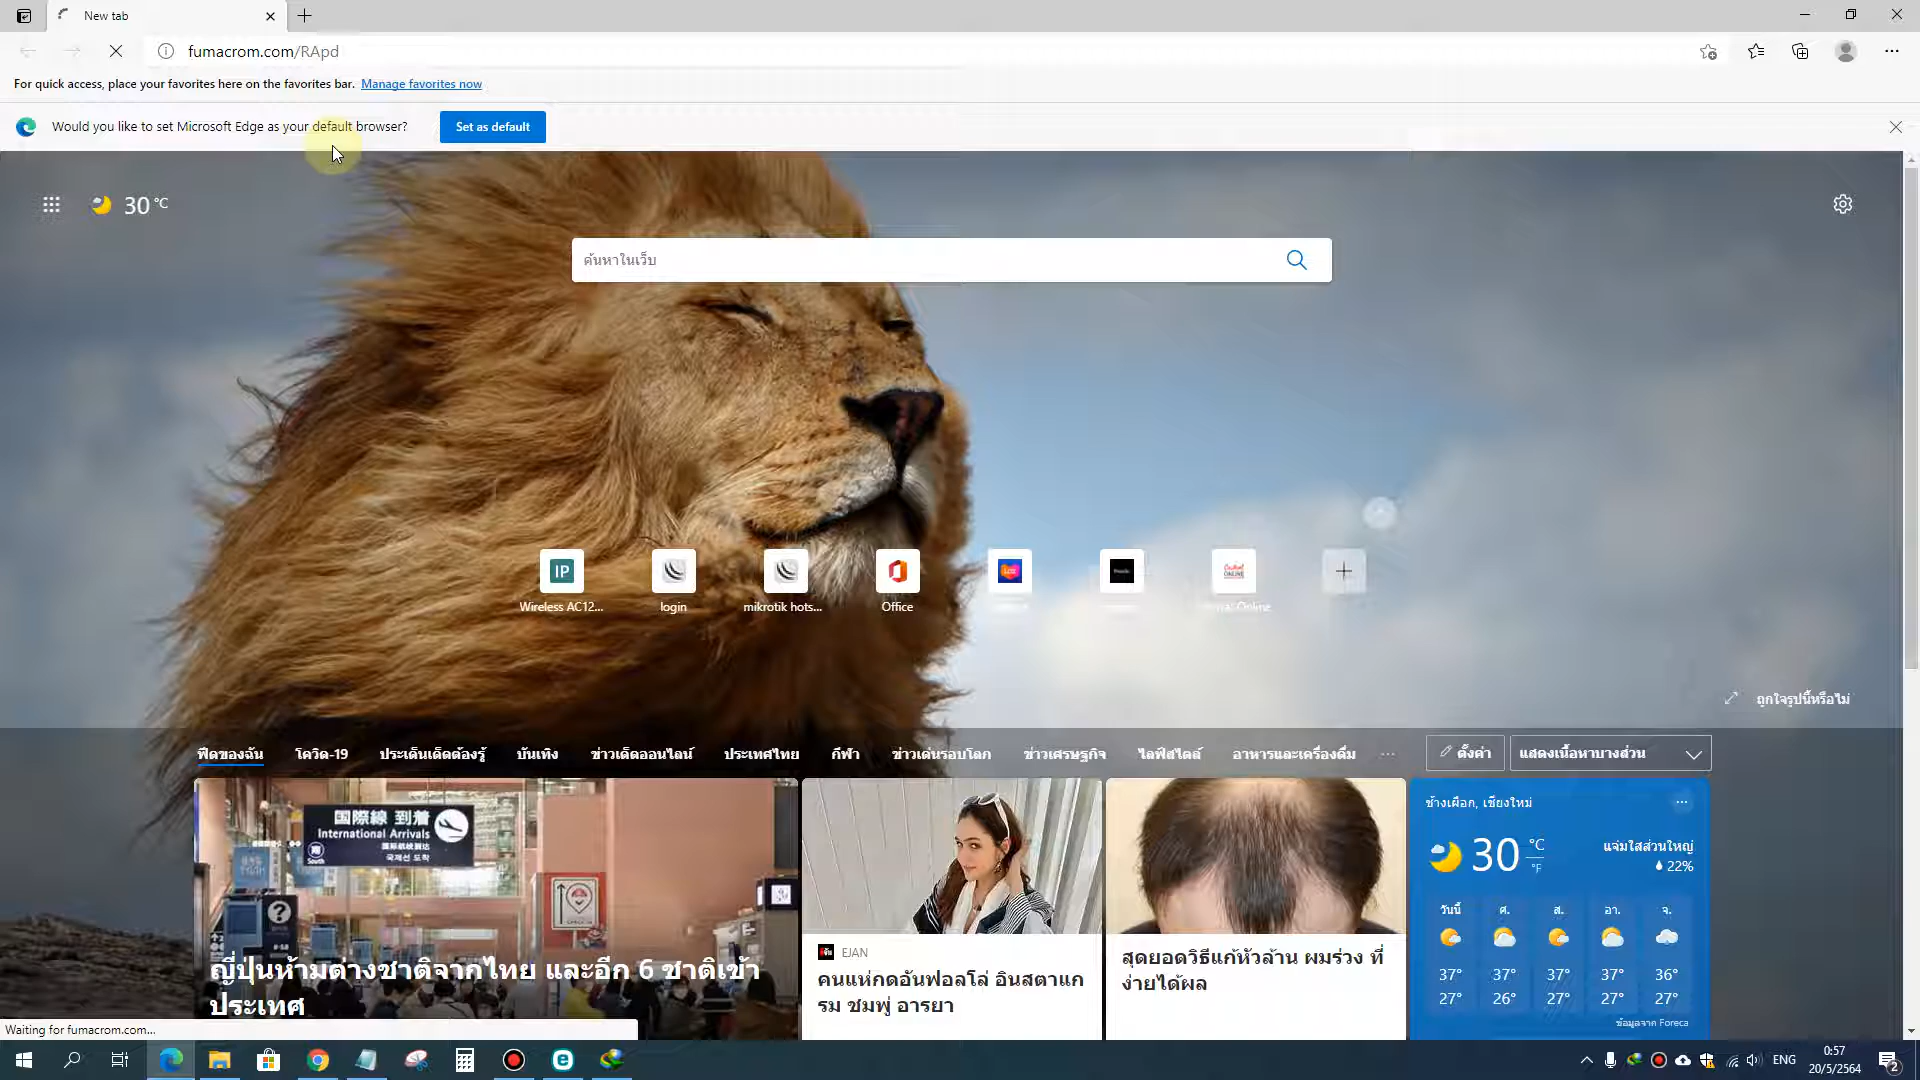 New tab
fumacrom.com/RApd
For quick access, place your favorites here on the favorites bar. Manage favorites now
Would you like to set Microsoft Edge as your default browser? Set as default
30 °C
ค้นหาในเว็บ
IP
Wireless AC12... login mikrotik hots... Office Online
ถูกใจรูปนี้หรือไม่
ฟีดของฉัน โควิด-19 ประเด็นเด็ดต้องรู้ บันเทิง ข่าวเด็ดออนไลน์ ประเทศไทย กีฬา ข่าวเด่นรอบโลก ข่าวเศรษฐกิจ ไลฟ์สไตล์ อาหารและเครื่องดื่ม ... ตั้งค่า แสดงเนื้อหาบางส่วน
国際線 到着
International Arrivals
South
ญี่ปุ่นห้ามต่างชาติจากไทย และอีก 6 ชาติเข้า
ประเทศ
EJAN
คนแห่กดอันฟอลโล่ อินสตาแก
รม ชมพู่ อารยา
สุดยอดวิธีแก้หัวล้าน ผมร่วง ที่
ง่ายได้ผล
ช้างเผือก, เชียงใหม่
30 °C °F
แจ่มใสส่วนใหญ่
22%
วันนี้ ศ. ส. อา. จ.
37° 37° 37° 37° 36°
27° 26° 27° 27° 27°
ข้อมูลจาก Foreca
Waiting for fumacrom.com...
ENG
0:57
20/5/2564
2